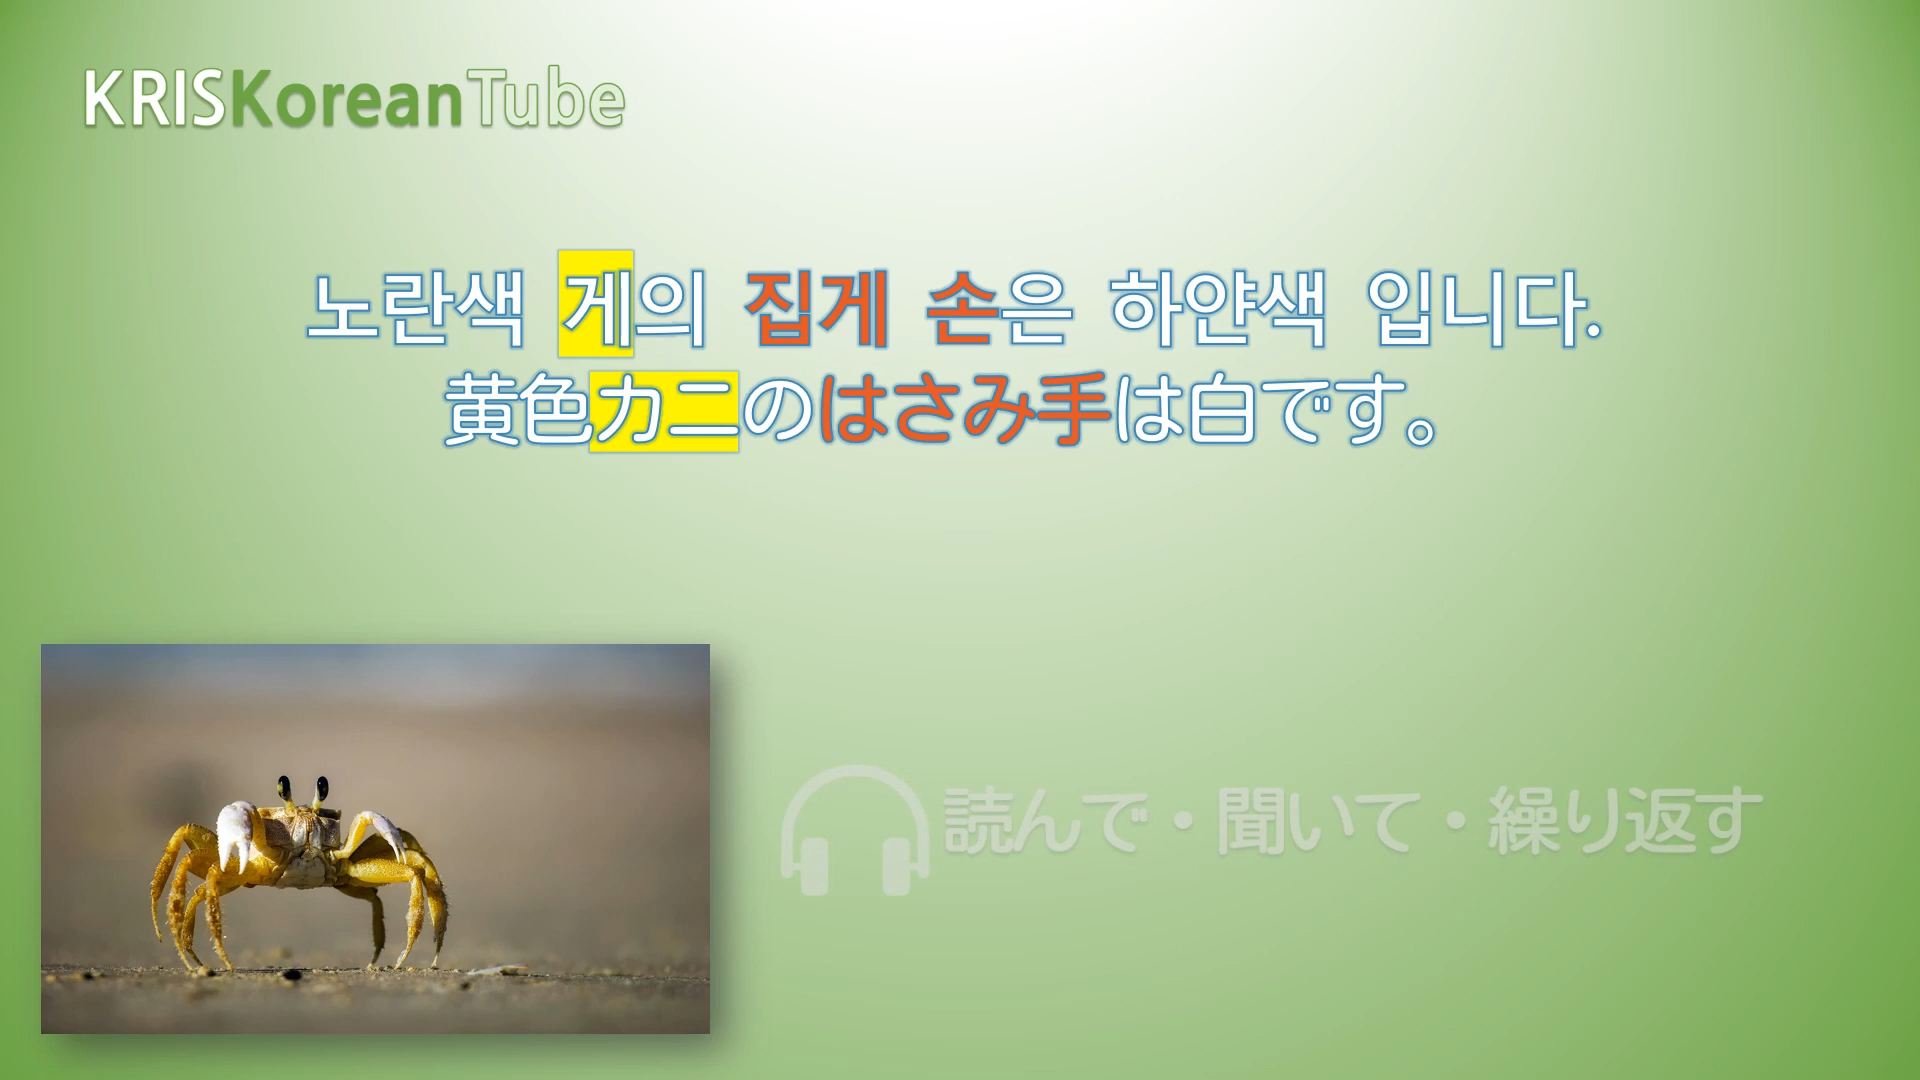 KRISKoreanTube
노란색 게의 집게 손은 하얀색 입니다.
黄色カニのはさみ手は白です。
読んで・聞いて・繰り返す